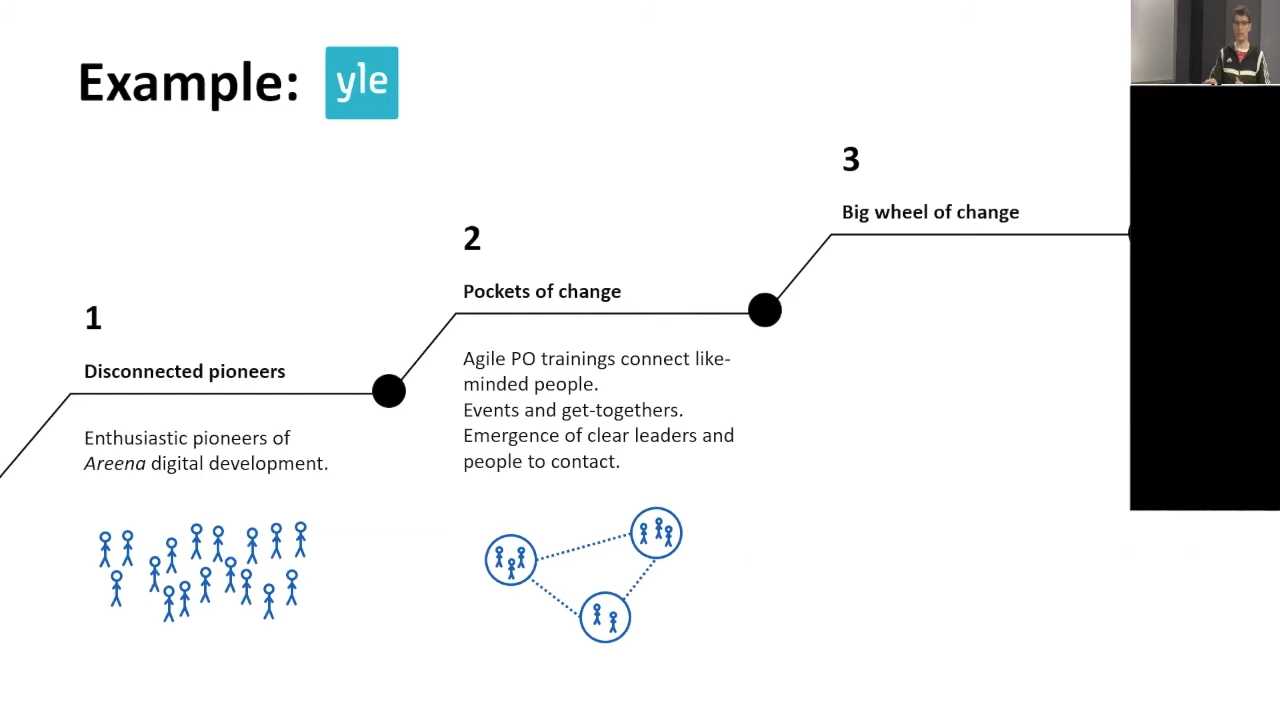 Example:
yle
3
Big wheel of change
2
Pockets of change
1
Agile PO trainings connect like-
minded people.
Events and get-togethers.
Emergence of clear leaders and
people to contact.
Disconnected pioneers
Enthusiastic pioneers of
Areena digital development.